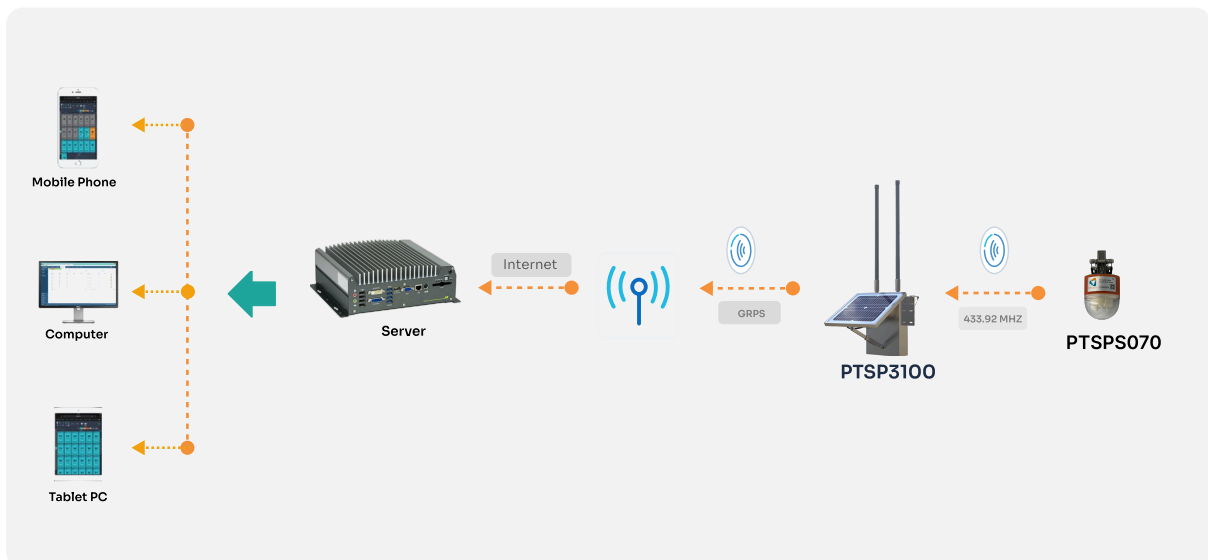 Mobile Phone
Computer
Tablet PC
Server
Internet
GRPS
PTSP3100
433.92 MHZ
PTSPS070